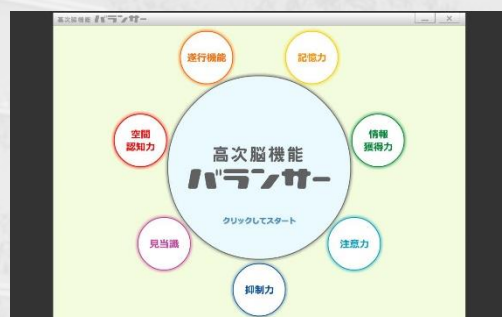 高次脳機能 バランサー
遂行機能
記憶力
空間
認知力
情報
獲得力
高次脳機能
バランサー
クリックしてスタート
見当識
注意力
抑制力